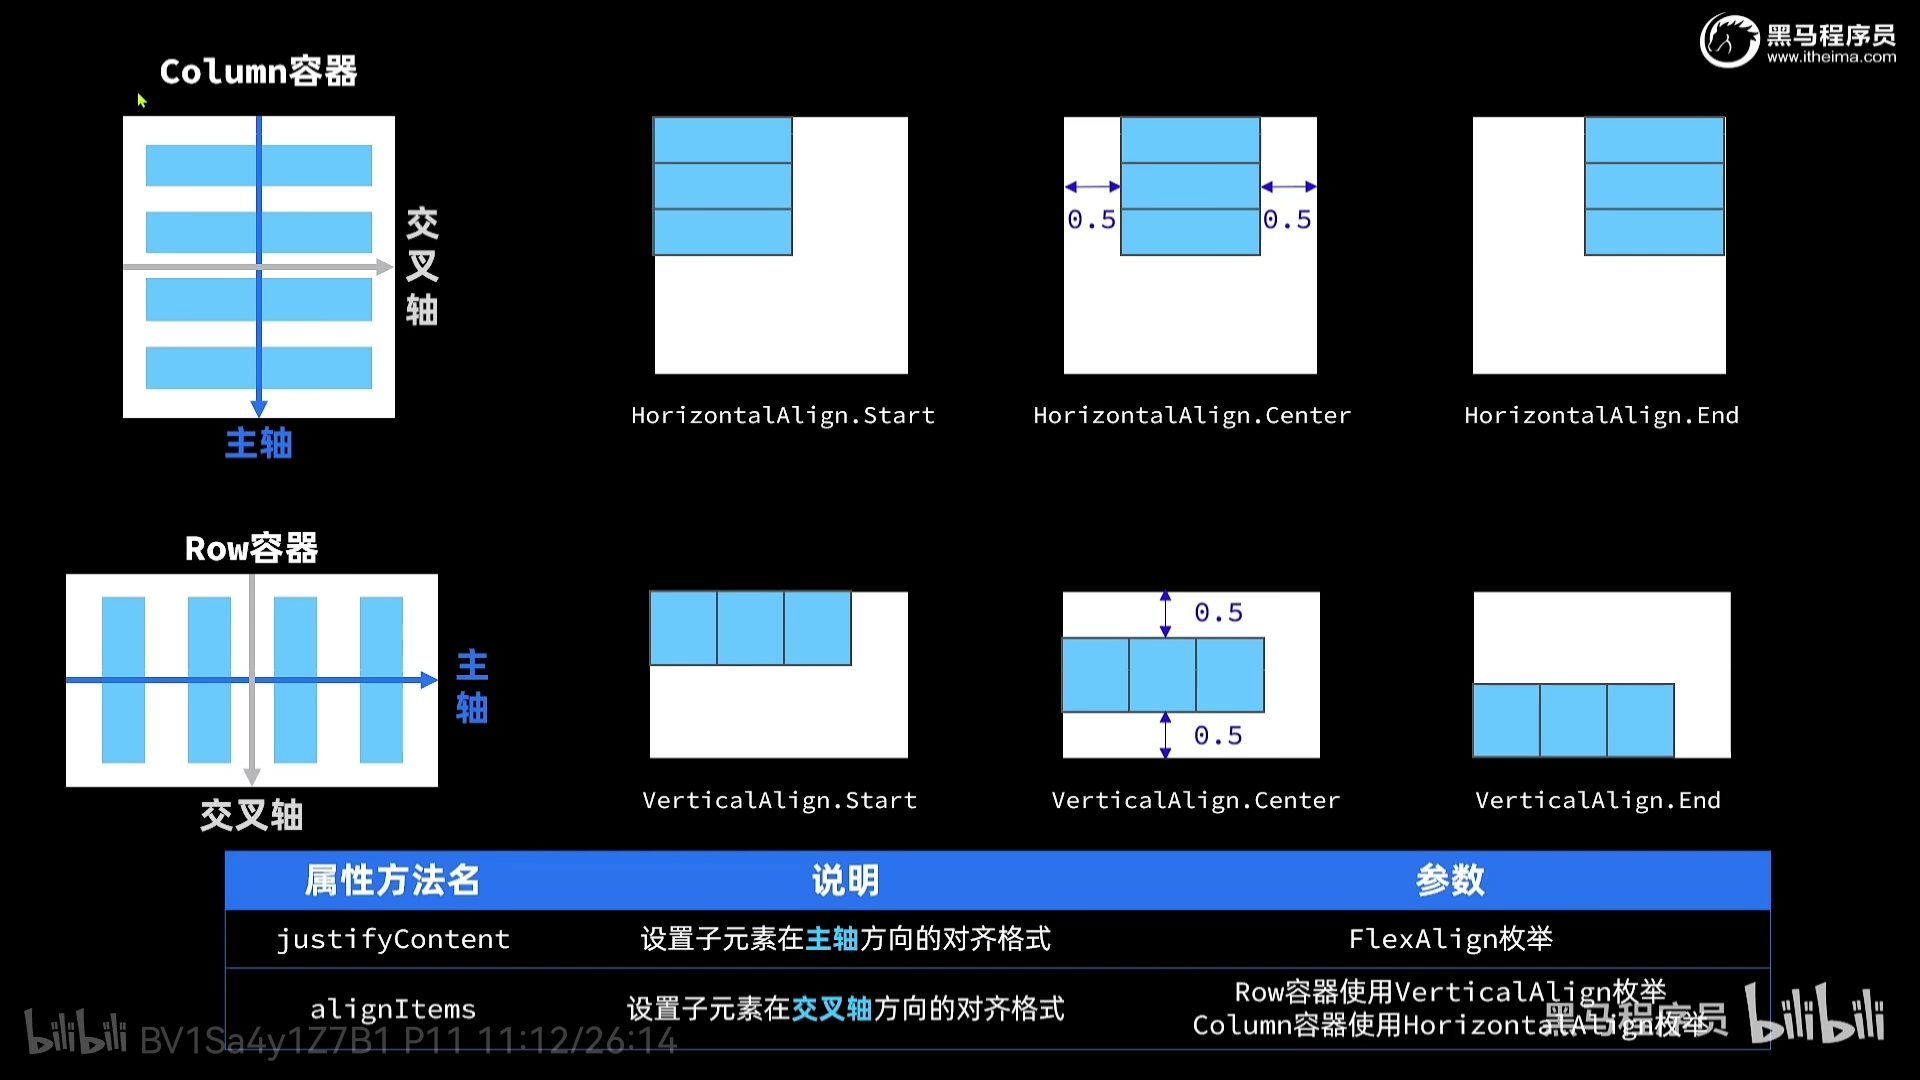 黑马程序员
www.itheima.com
Column容器
交叉轴
主轴
0.5
0.5
HorizontalAlign.Start
HorizontalAlign.Center
HorizontalAlign.End
Row容器
主轴
交叉轴
0.5
0.5
VerticalAlign.Start
VerticalAlign.Center
VerticalAlign.End
属性方法名
说明
参数
justifyContent
设置子元素在主轴方向的对齐格式
FlexAlign枚举
alignItems
设置子元素在交叉轴方向的对齐格式
Row容器使用VerticalAlign枚举
Column容器使用HorizontalAlign枚举
bilibili BV1Sa4y1Z7B1 P11 11:12/26:14
黑马程序员 bilibili